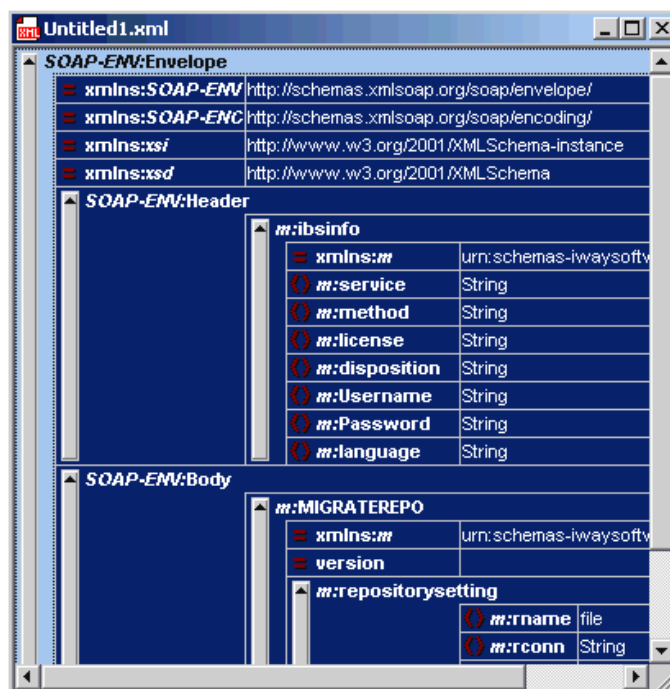 Untitled1.xml
SOAP-ENV:Envelope
= xmlns:SOAP-ENV http://schemas.xmlsoap.org/soap/envelope/
= xmlns:SOAP-ENC http://schemas.xmlsoap.org/soap/encoding/
= xmlns:xsi http://www.w3.org/2001/XMLSchema-instance
= xmlns:xsd http://www.w3.org/2001/XMLSchema
SOAP-ENV:Header
m:ibsinfo
= xmlns:m urn:schemas-iwaysoftw
() m:service String
() m:method String
() m:license String
() m:disposition String
() m:Username String
() m:Password String
() m:language String
SOAP-ENV:Body
m:MIGRATEREPO
= xmlns:m urn:schemas-iwaysoftw
= version
m:repositorysetting
() m:rname file
() m:rconn String